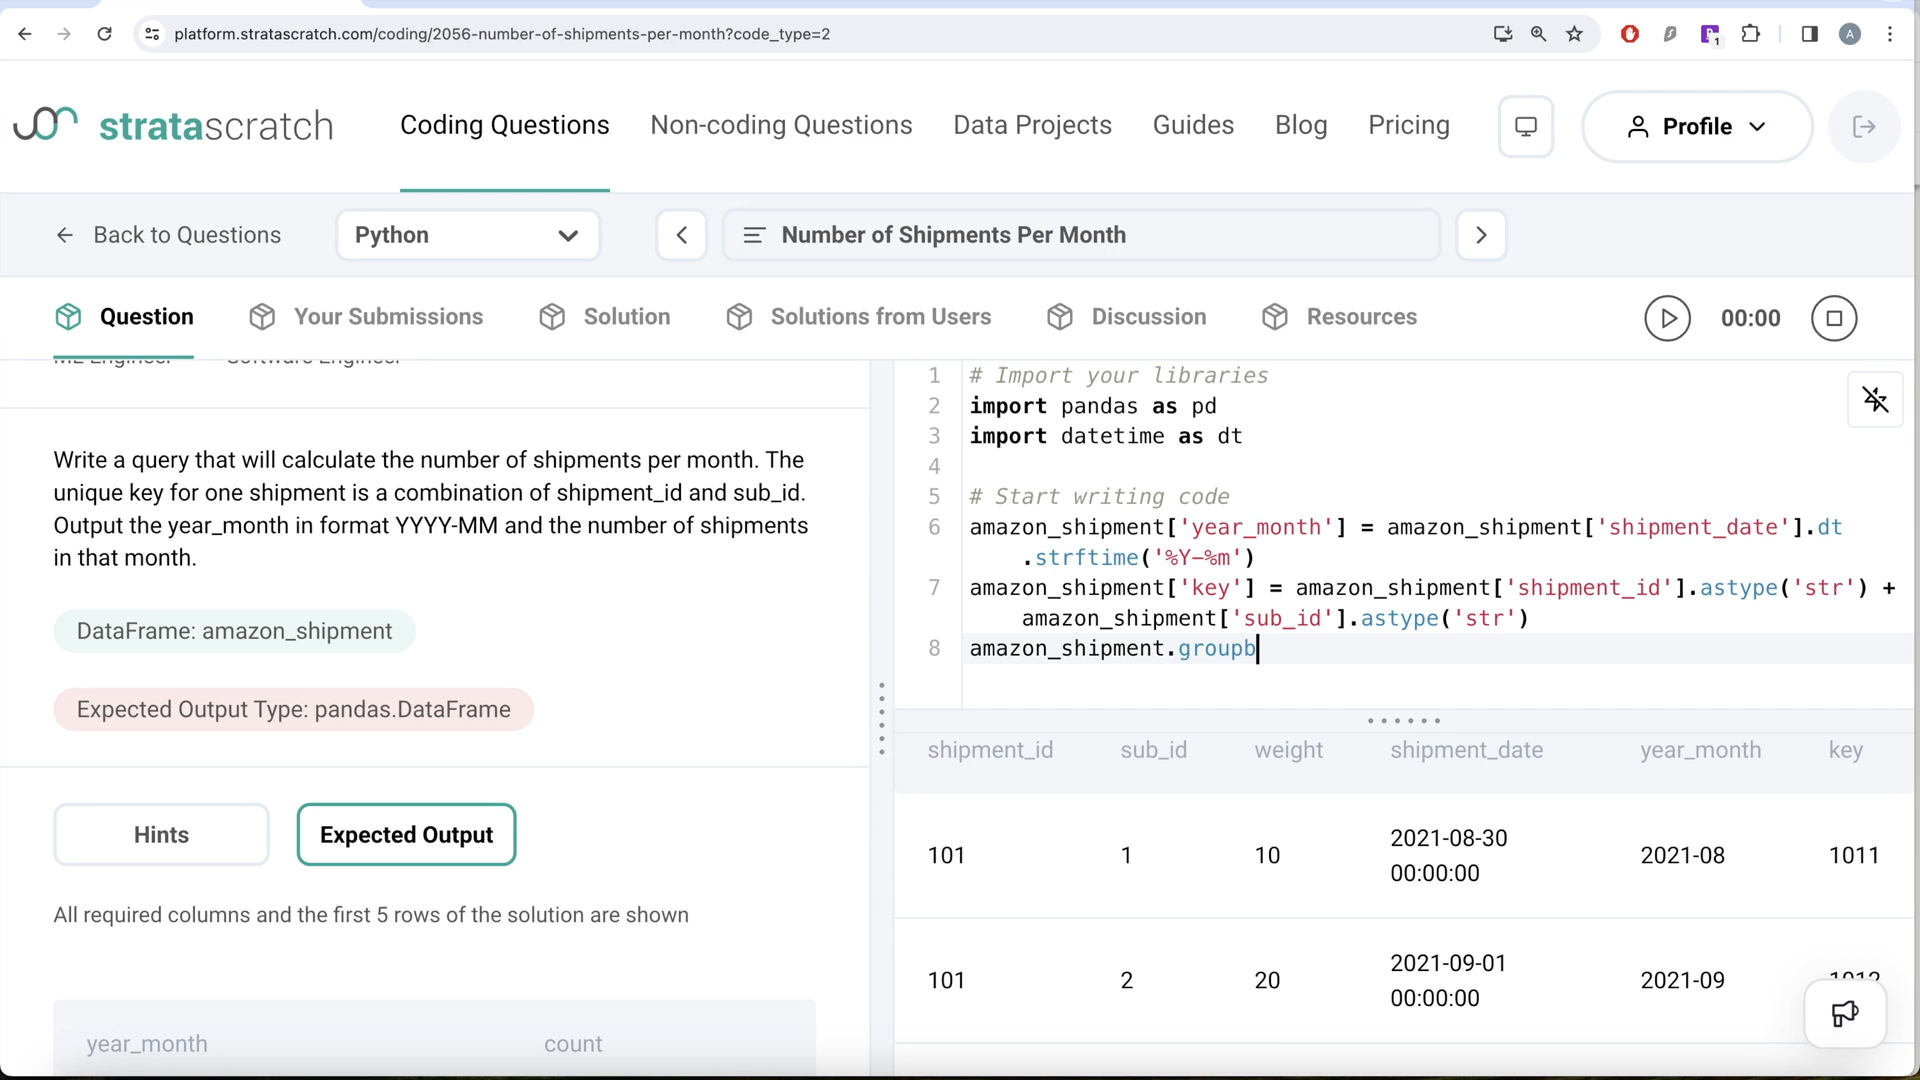 platform.stratascratch.com/coding/2056-number-of-shipments-per-month?code_type=2
1
A
stratascratch
Coding Questions
Non-coding Questions
Data Projects
Guides
Blog
Pricing
Profile
Back to Questions
Python
Number of Shipments Per Month
Question
Your Submissions
Solution
Solutions from Users
Discussion
Resources
00:00
ML Engineer
Software Engineer
Write a query that will calculate the number of shipments per month. The
unique key for one shipment is a combination of shipment_id and sub_id.
Output the year_month in format YYYY-MM and the number of shipments
in that month.
DataFrame: amazon_shipment
Expected Output Type: pandas.DataFrame
Hints
Expected Output
All required columns and the first 5 rows of the solution are shown
year_month count
1 # Import your libraries
2 import pandas as pd
3 import datetime as dt
4
5 # Start writing code
6 amazon_shipment['year_month'] = amazon_shipment['shipment_date'].dt
.strftime('%Y-%m')
7 amazon_shipment['key'] = amazon_shipment['shipment_id'].astype('str') +
amazon_shipment['sub_id'].astype('str')
8 amazon_shipment.groupb
shipment_id sub_id weight shipment_date year_month key
101 1 10 2021-08-30 00:00:00 2021-08 1011
101 2 20 2021-09-01 00:00:00 2021-09 1012